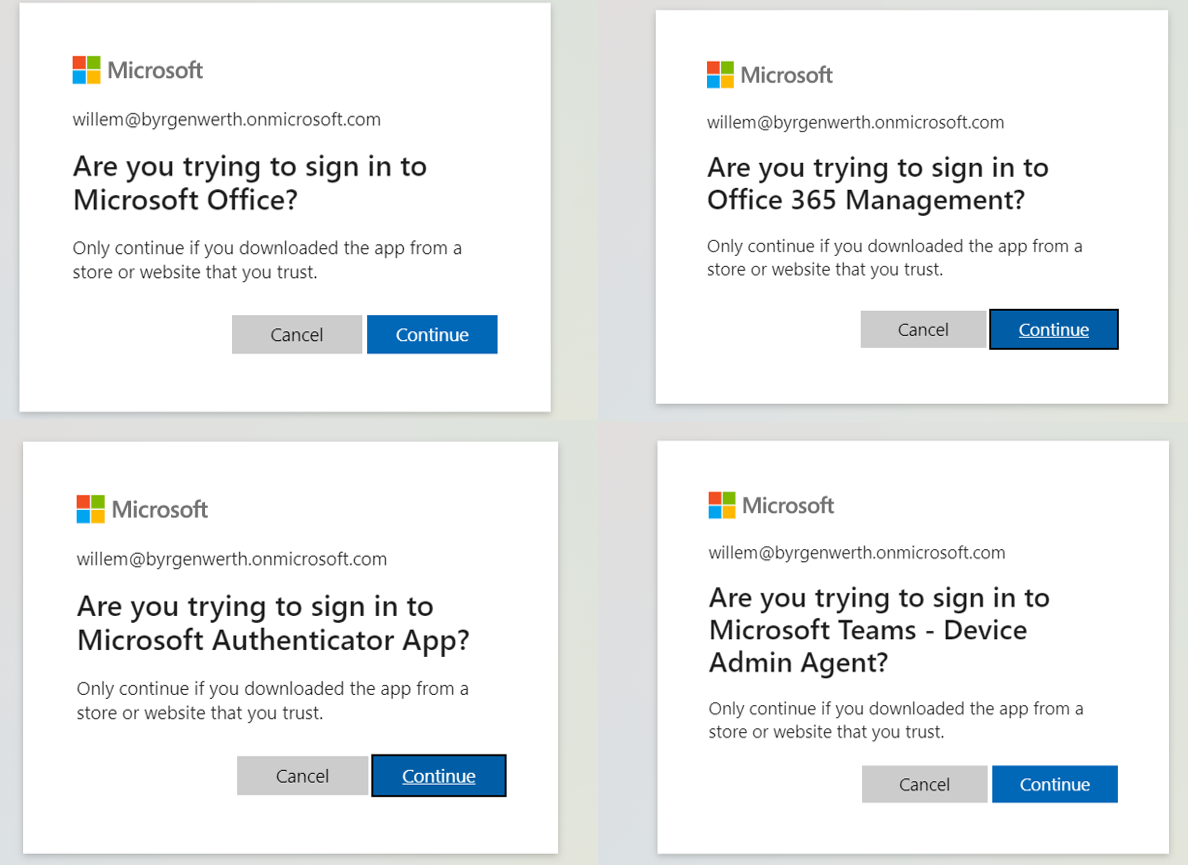 Microsoft
willem@byrgenwerth.onmicrosoft.com
Are you trying to sign in to
Microsoft Office?
Only continue if you downloaded the app from a
store or website that you trust.
Cancel
Continue
Microsoft
willem@byrgenwerth.onmicrosoft.com
Are you trying to sign in to
Office 365 Management?
Only continue if you downloaded the app from a
store or website that you trust.
Cancel
Continue
Microsoft
willem@byrgenwerth.onmicrosoft.com
Are you trying to sign in to
Microsoft Authenticator App?
Only continue if you downloaded the app from a
store or website that you trust.
Cancel
Continue
Microsoft
willem@byrgenwerth.onmicrosoft.com
Are you trying to sign in to
Microsoft Teams - Device
Admin Agent?
Only continue if you downloaded the app from a
store or website that you trust.
Cancel
Continue